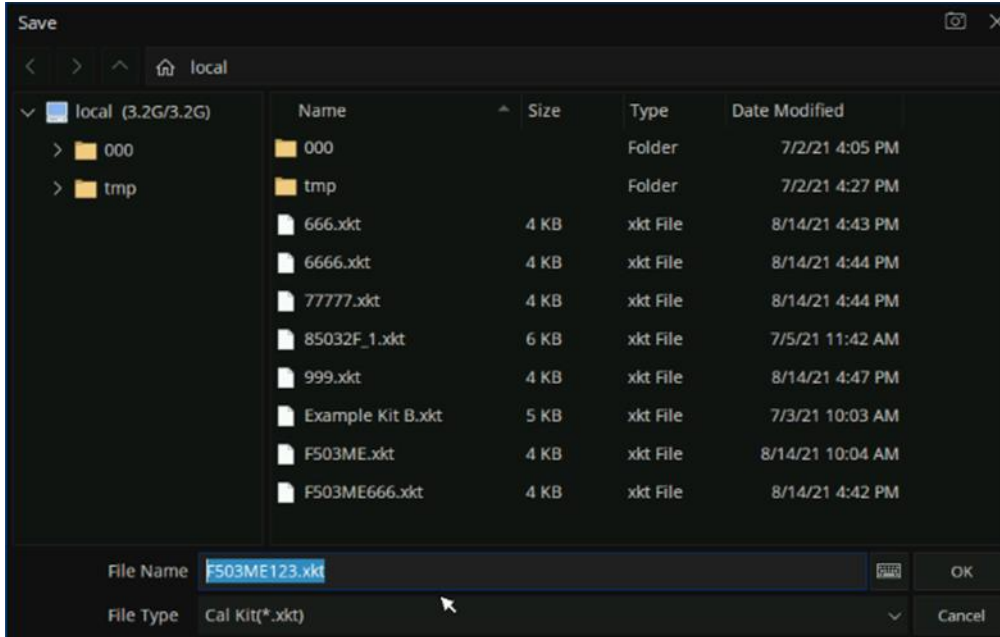 Save
local
local (3.2G/3.2G)
000
tmp
Name Size Type Date Modified
000 Folder 7/2/21 4:05 PM
tmp Folder 7/2/21 4:27 PM
666.xkt 4 KB xkt File 8/14/21 4:43 PM
6666.xkt 4 KB xkt File 8/14/21 4:44 PM
77777.xkt 4 KB xkt File 8/14/21 4:44 PM
85032F_1.xkt 6 KB xkt File 7/5/21 11:42 AM
999.xkt 4 KB xkt File 8/14/21 4:47 PM
Example Kit B.xkt 5 KB xkt File 7/3/21 10:03 AM
F503ME.xkt 4 KB xkt File 8/14/21 10:04 AM
F503ME666.xkt 4 KB xkt File 8/14/21 4:42 PM
File Name F503ME123.xkt OK
File Type Cal Kit(*.xkt) Cancel